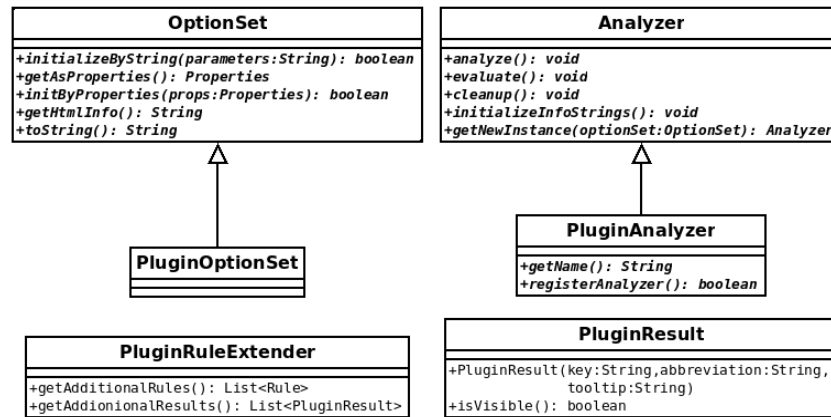 OptionSet
+initializeByString(parameters:String): boolean
+getAsProperties(): Properties
+initByProperties(props:Properties): boolean
+getHtmlInfo(): String
+toString(): String
Analyzer
+analyze(): void
+evaluate(): void
+cleanup(): void
+initializeInfoStrings(): void
+getNewInstance(optionSet:OptionSet): Analyzer
PluginOptionSet
PluginAnalyzer
+getName(): String
+registerAnalyzer(): boolean
PluginRuleExtender
+getAdditionalRules(): List<Rule>
+getAddionionalResults(): List<PluginResult>
PluginResult
+PluginResult(key:String,abbreviation:String,
tooltip:String)
+isVisible(): boolean